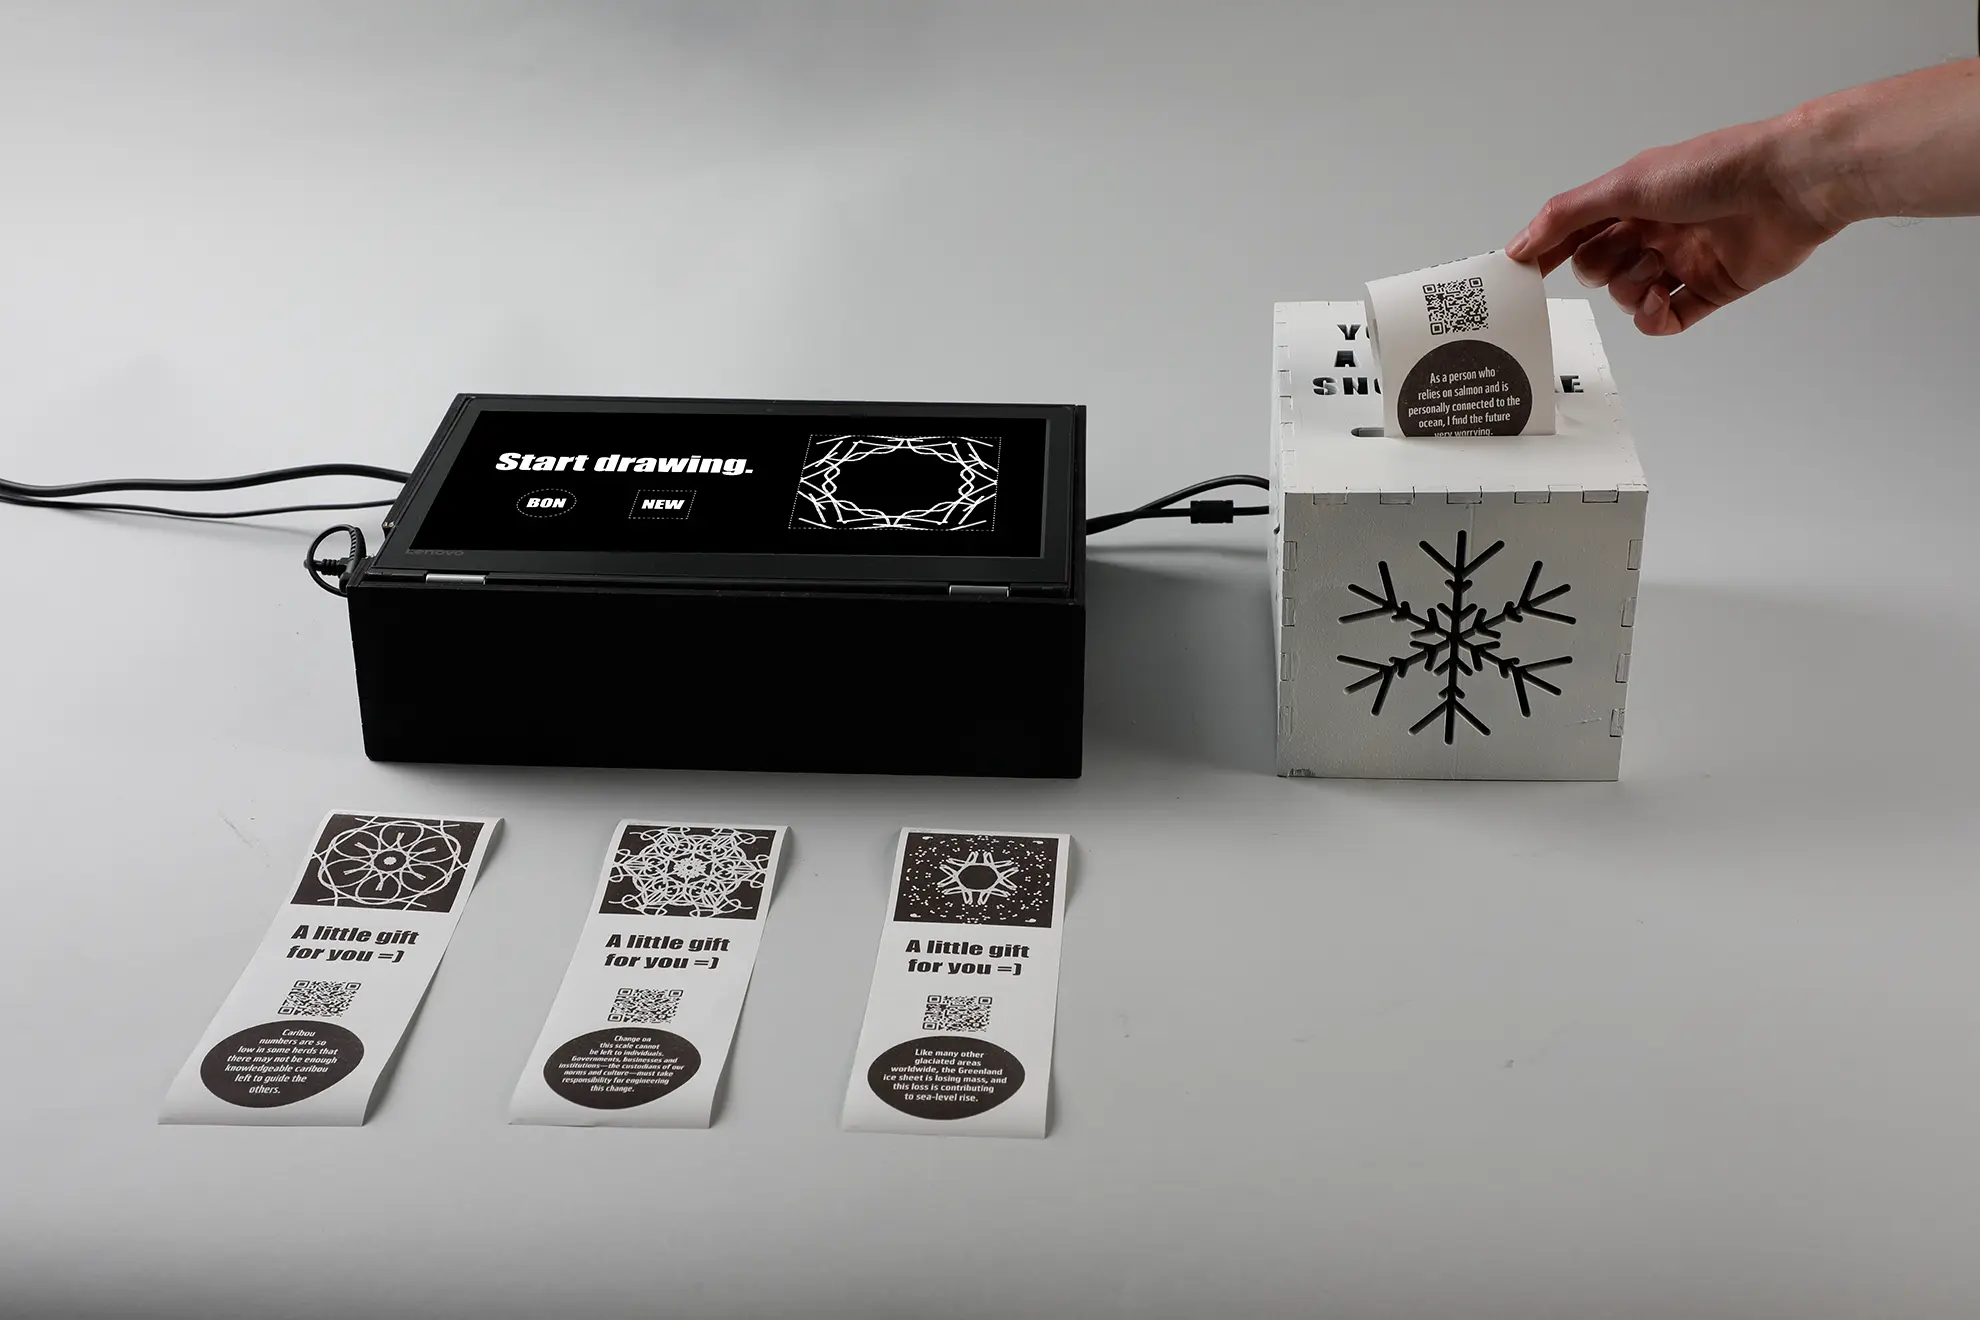 Start drawing.
BON
NEW
Lenovo
A
As a person who
relies on salmon and is
personally connected to the
ocean, I find the future
very worrying.
A little gift
for you =)
Caribou
numbers are so
low in some herds that
there may not be enough
knowledgeable caribou
left to guide the
others.
A little gift
for you =)
Change on
this scale cannot
be left to individuals.
Governments, businesses and
institutions—the custodians of our
norms and culture—must take
responsibility for engineering
this change.
A little gift
for you =)
Like many other
glaciated areas
worldwide, the Greenland
ice sheet is losing mass, and
this loss is contributing
to sea-level rise.